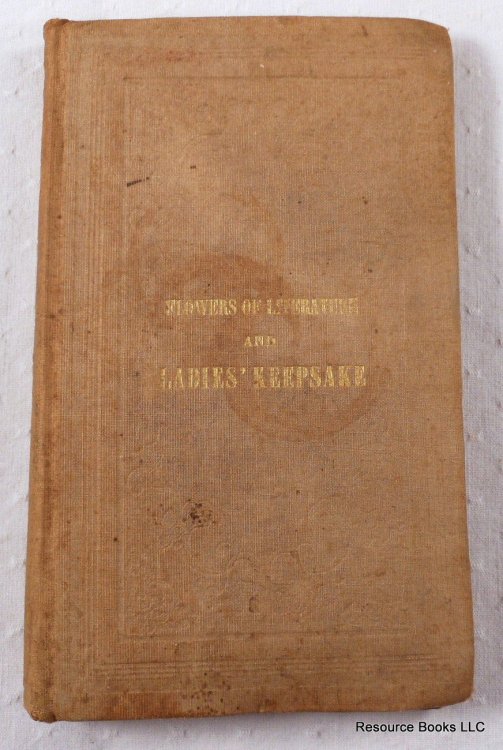 FLOWERS OF LITERATURE
AND
LADIES' KEEPSAKE
Resource Books LLC